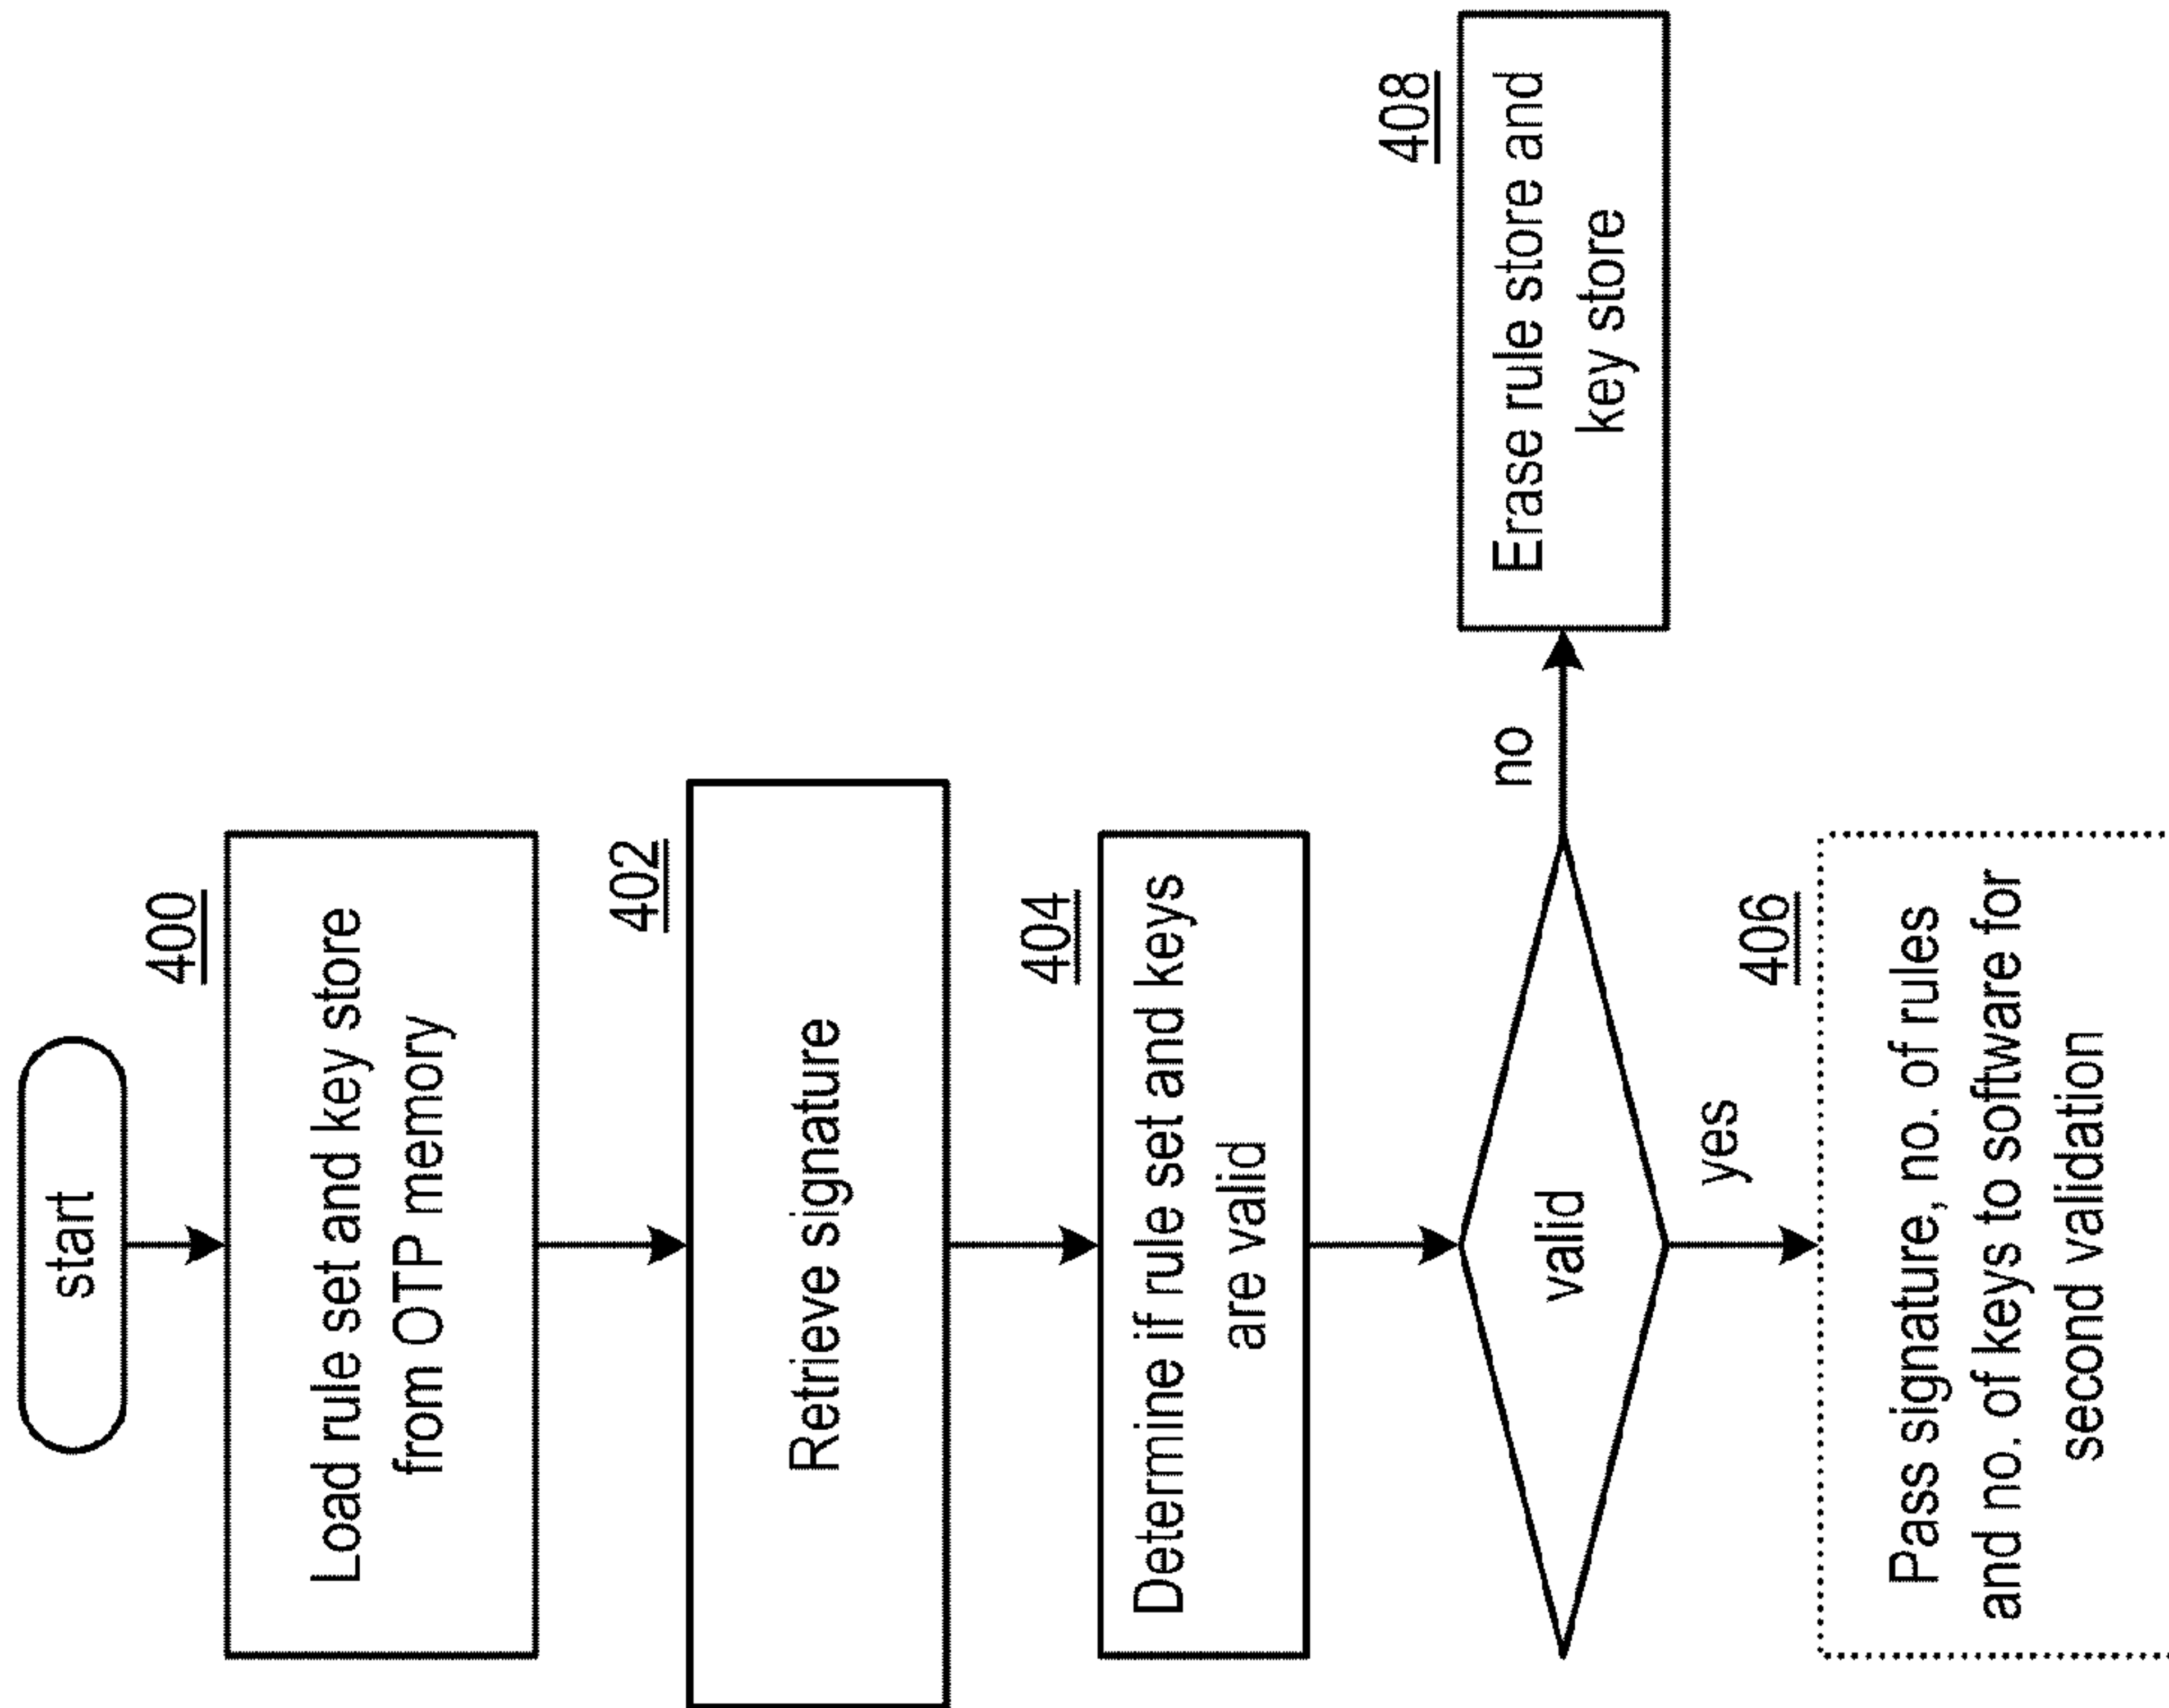 start
400
Load rule set and key store
from OTP memory
402
Retrieve signature
404
Determine if rule set and keys
are valid
valid
no
408
Erase rule store and
key store
yes
406
Pass signature, no. of rules
and no. of keys to software for
second validation